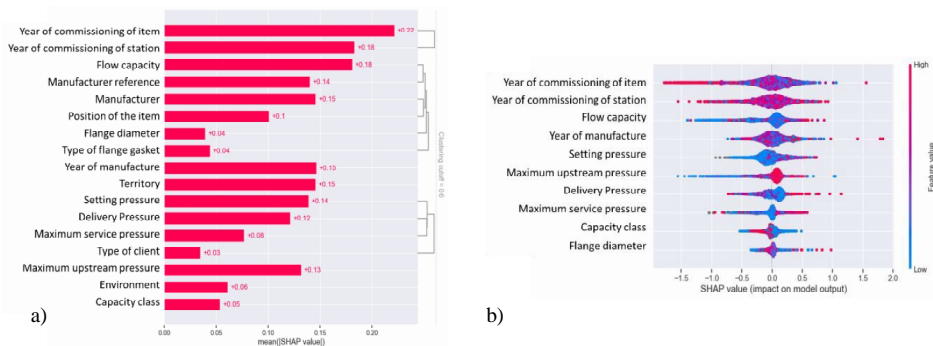 Year of commissioning of item +0.22
Year of commissioning of station +0.18
Flow capacity +0.18
Manufacturer reference +0.14
Manufacturer +0.15
Position of the item +0.1
Flange diameter +0.04
Type of flange gasket +0.04
Year of manufacture +0.15
Territory +0.15
Setting pressure +0.14
Delivery Pressure +0.12
Maximum service pressure +0.08
Type of client +0.03
Maximum upstream pressure +0.13
Environment +0.06
Capacity class +0.05
Clustering cutoff = 0.6
0.00 0.05 0.10 0.15 0.20
mean(|SHAP value|)
a)
High
Year of commissioning of item
Year of commissioning of station
Flow capacity
Year of manufacture
Setting pressure
Maximum upstream pressure
Delivery Pressure
Maximum service pressure
Capacity class
Flange diameter
Feature value
Low
−1.5 −1.0 −0.5 0.0 0.5 1.0 1.5 2.0
SHAP value (impact on model output)
b)